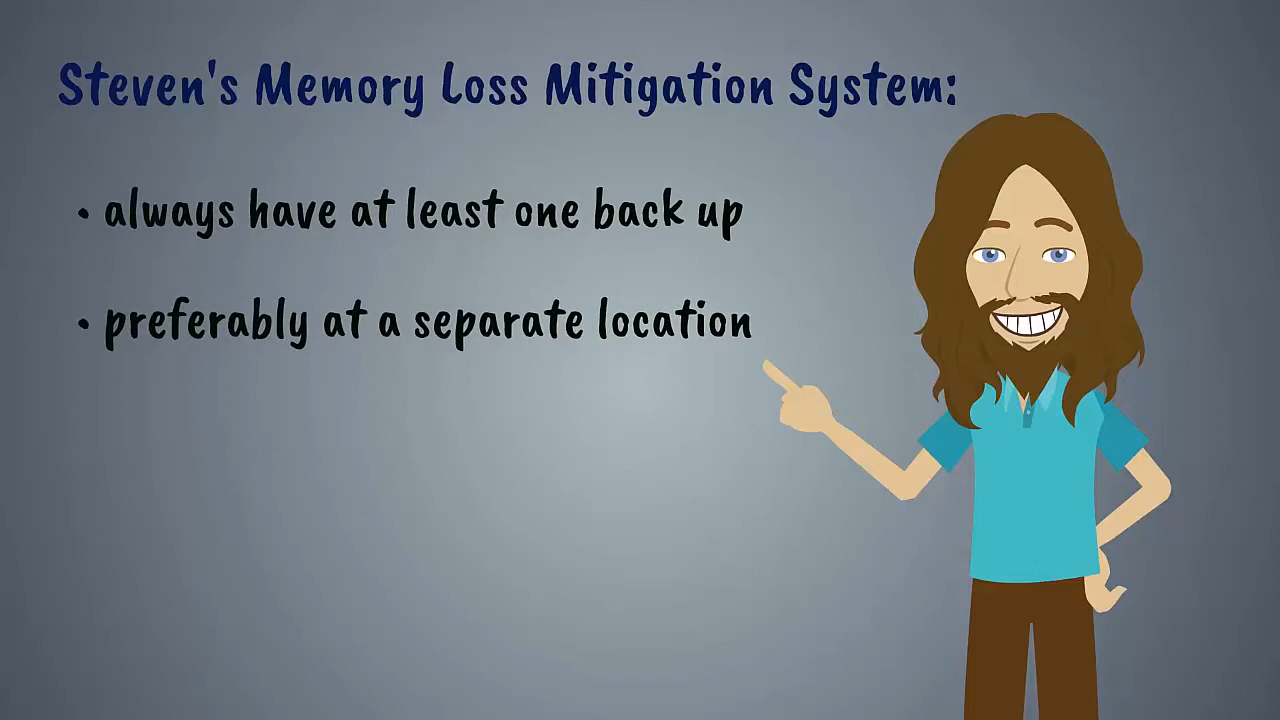 Steven's Memory Loss Mitigation System:
• always have at least one back up
• preferably at a separate location